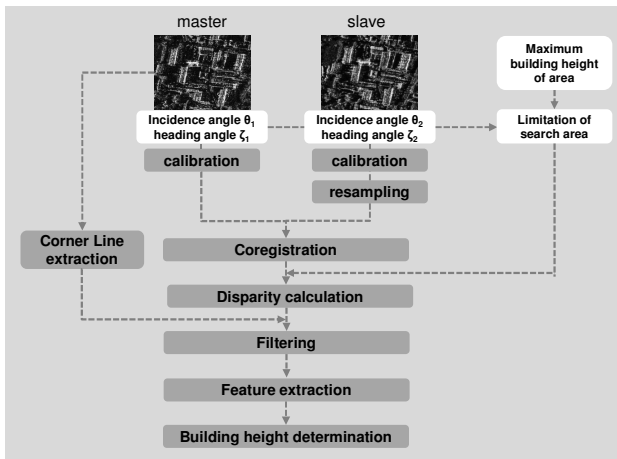 master
slave
Maximum
building height
of area
Incidence angle θ₁
heading angle ζ₁
Incidence angle θ₂
heading angle ζ₂
Limitation of
search area
calibration
calibration
resampling
Corner Line
extraction
Coregistration
Disparity calculation
Filtering
Feature extraction
Building height determination